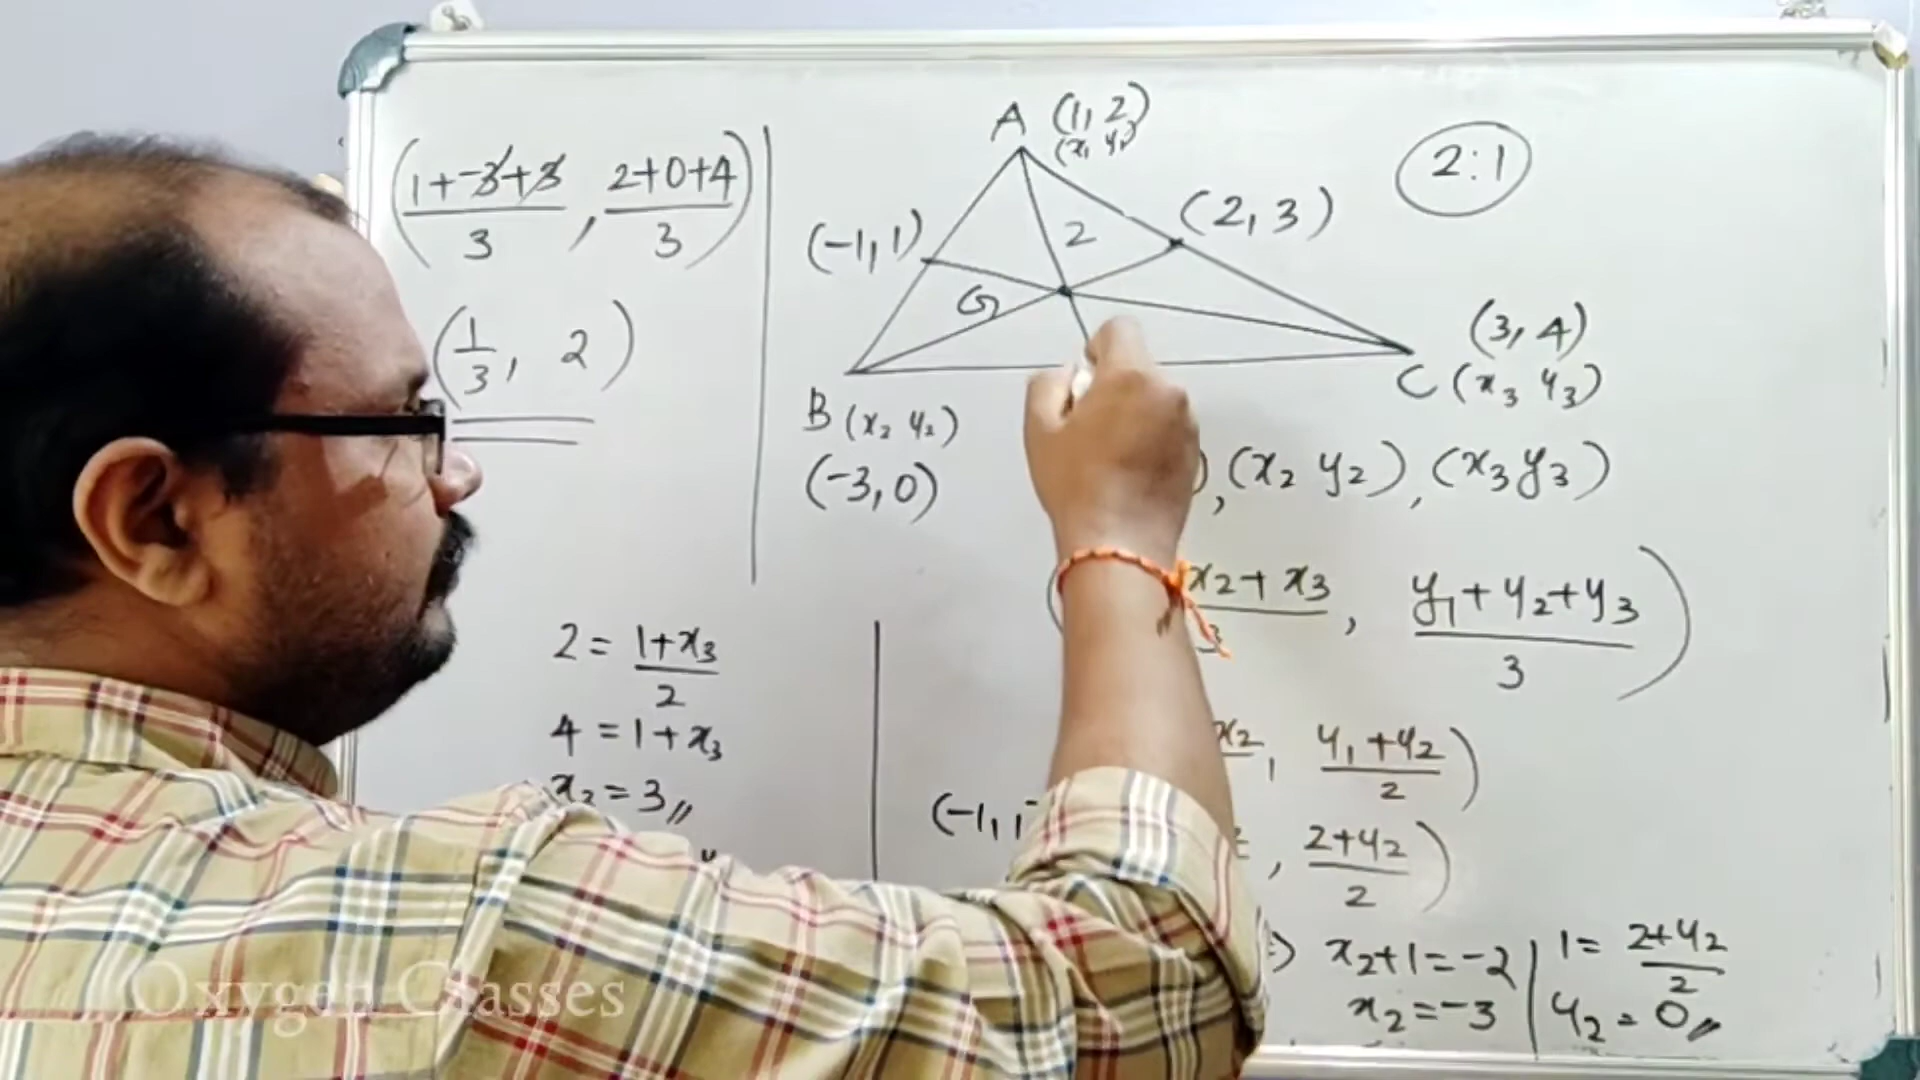 (1+-3+3/3, 2+0+4/3)
(1/3, 2)
A (1, 2)
(x₁ y₁)
2:1
(-1, 1)
2
(2, 3)
G
(3, 4)
C (x₃ y₃)
B (x₂ y₂)
(-3, 0)
), (x₂ y₂), (x₃ y₃)
x₂ + x₃/3, y₁ + y₂ + y₃/3)
2 = 1+x₃/2
4 = 1+x₃
= 3 //
x₂, y₁+y₂/2)
(-1, 1
, 2+y₂/2)
x₂+1=-2
x₂=-3
1 = 2+y₂/2
y₂ = 0 //
Oxygen Classes